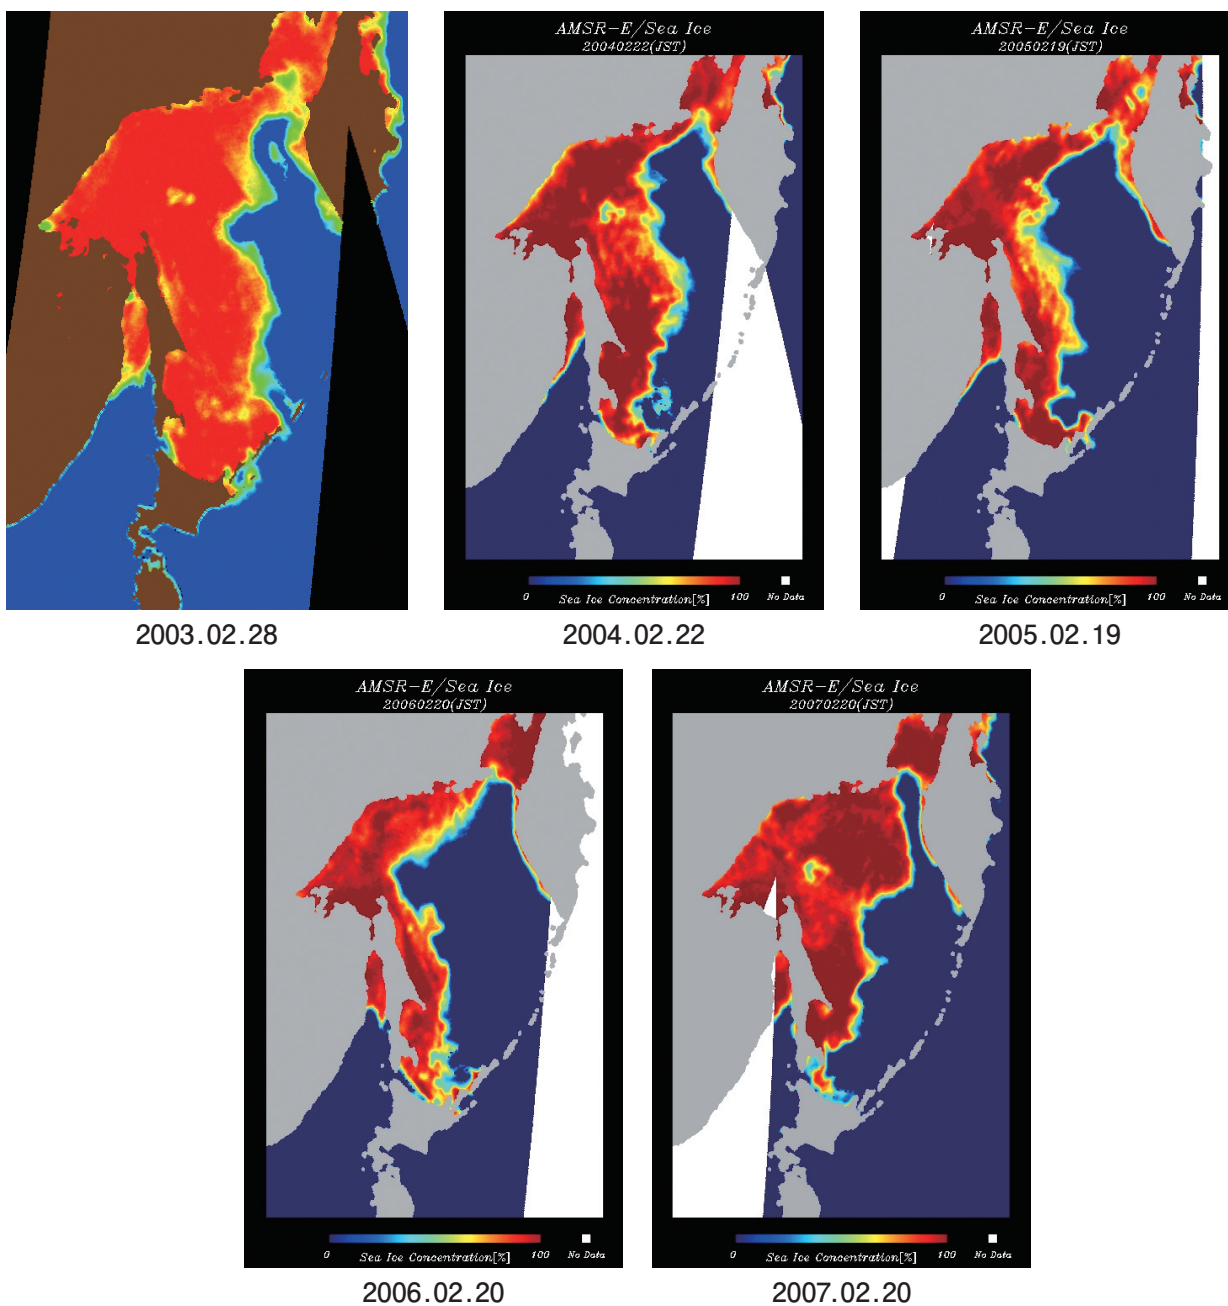 AMSR-E/Sea Ice
20040222(JST)
0 100
Sea Ice Concentration[%] No Data
AMSR-E/Sea Ice
20050219(JST)
0 100
Sea Ice Concentration[%] No Data
2003.02.28
2004.02.22
2005.02.19
AMSR-E/Sea Ice
20060220(JST)
0 100
Sea Ice Concentration[%] No Data
AMSR-E/Sea Ice
20070220(JST)
0 100
Sea Ice Concentration[%] No Data
2006.02.20
2007.02.20